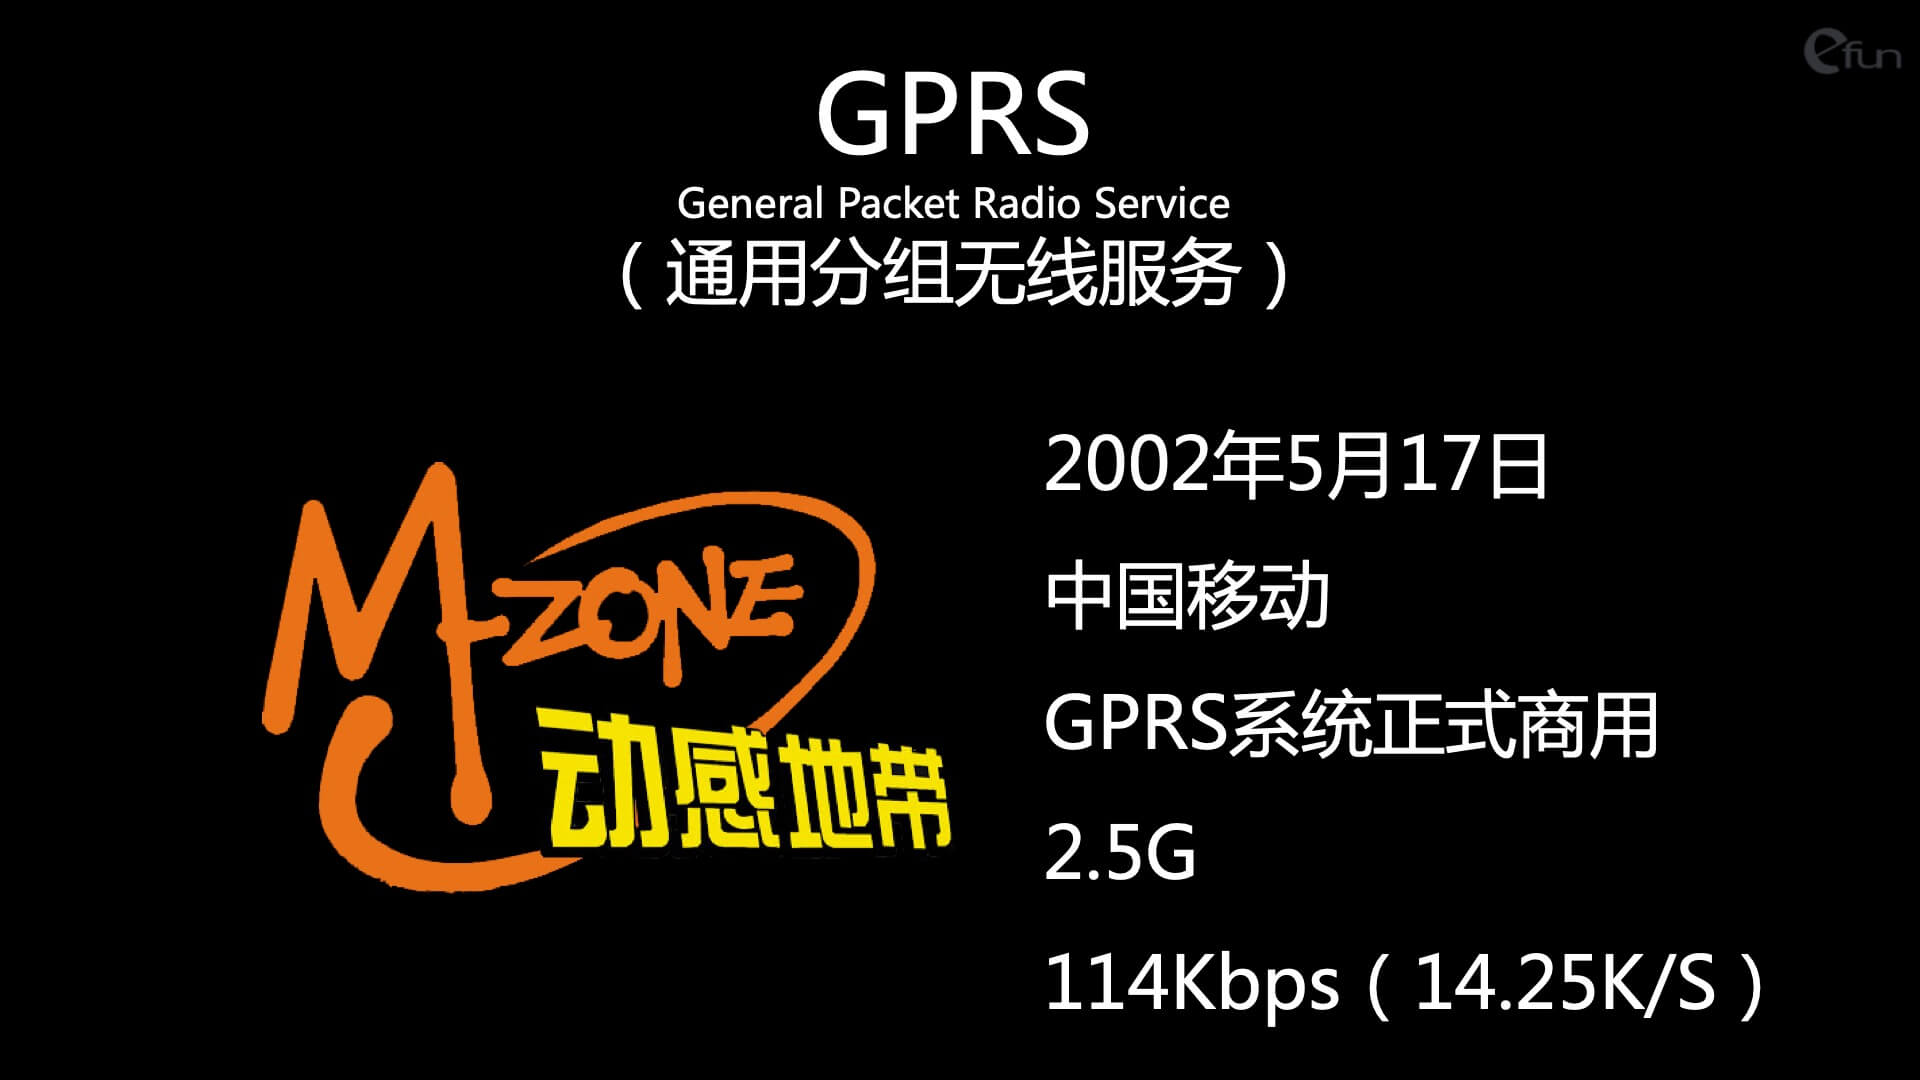 efun
GPRS
General Packet Radio Service
（通用分组无线服务）
M-ZONE
动感地带
2002年5月17日
中国移动
GPRS系统正式商用
2.5G
114Kbps（14.25K/S）